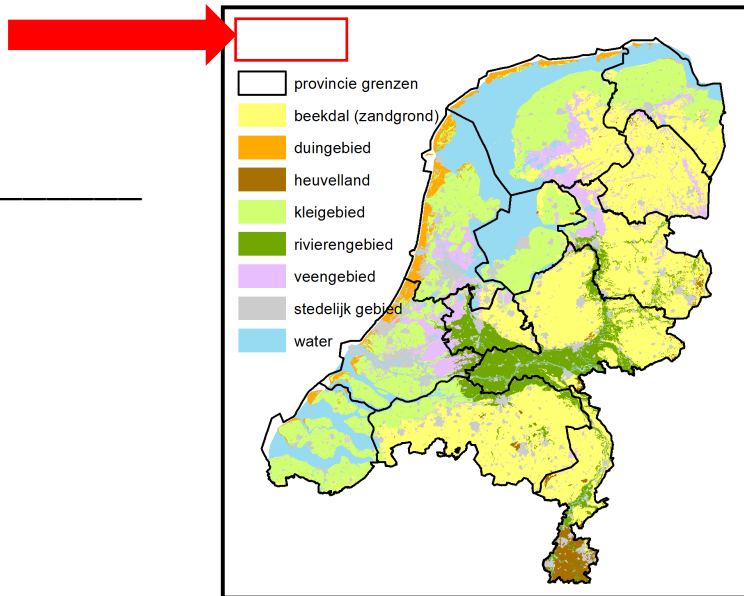 provincie grenzen
beekdal (zandgrond)
duingebied
heuvelland
kleigebied
rivierengebied
veengebied
stedelijk gebied
water